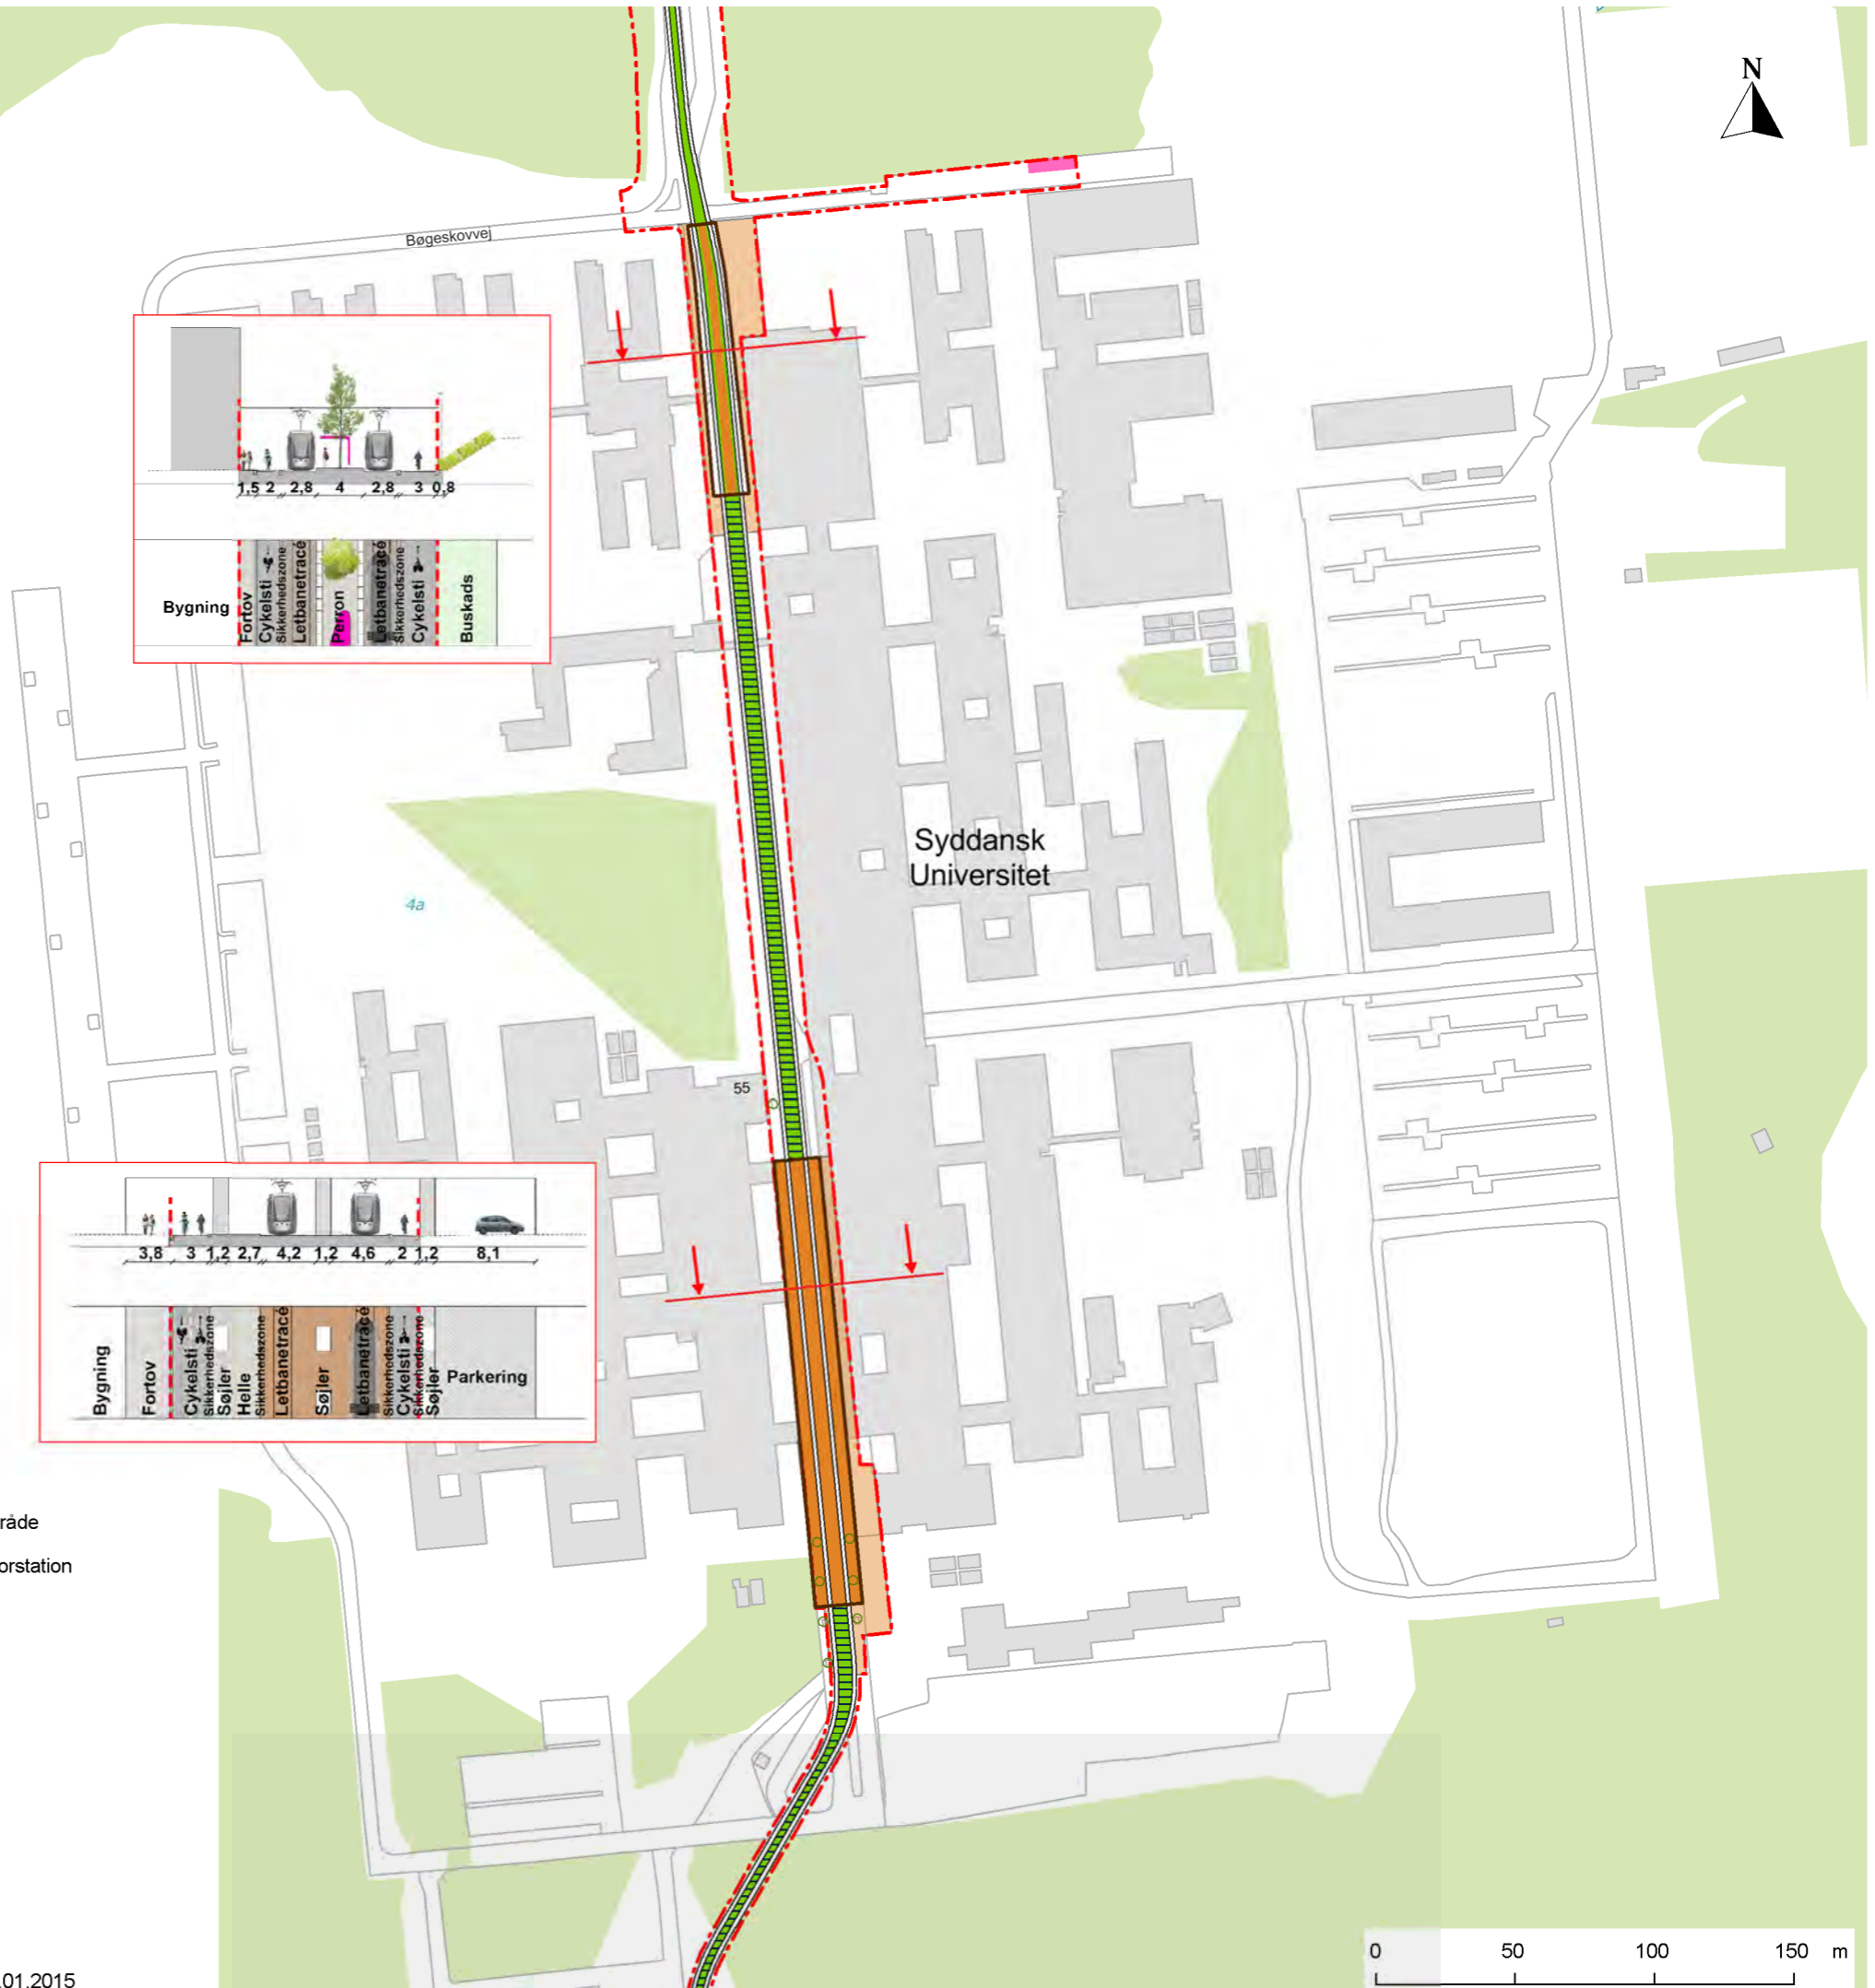 N
Bøgeskovvej
1,5 2 2,8 4 2,8 3 0,8
Bygning
Fortov
Cykelsti
Sikkerhedszone
Letbanetracé
Perron
Letbanetracé
Sikkerhedszone
Cykelsti
Buskads
Syddansk
Universitet
4a
55
3,8 3 1,2 2,7 4,2 1,2 4,6 2 1,2 8,1
Bygning
Fortov
Cykelsti
Sikkerhedszone
Søjler
Helle
Sikkerhedszone
Letbanetracé
Søjler
Letbanetracé
Sikkerhedszone
Cykelsti
Sikkerhedszone
Søjler
Parkering
råde
orstation
.01.2015
0 50 100 150 m